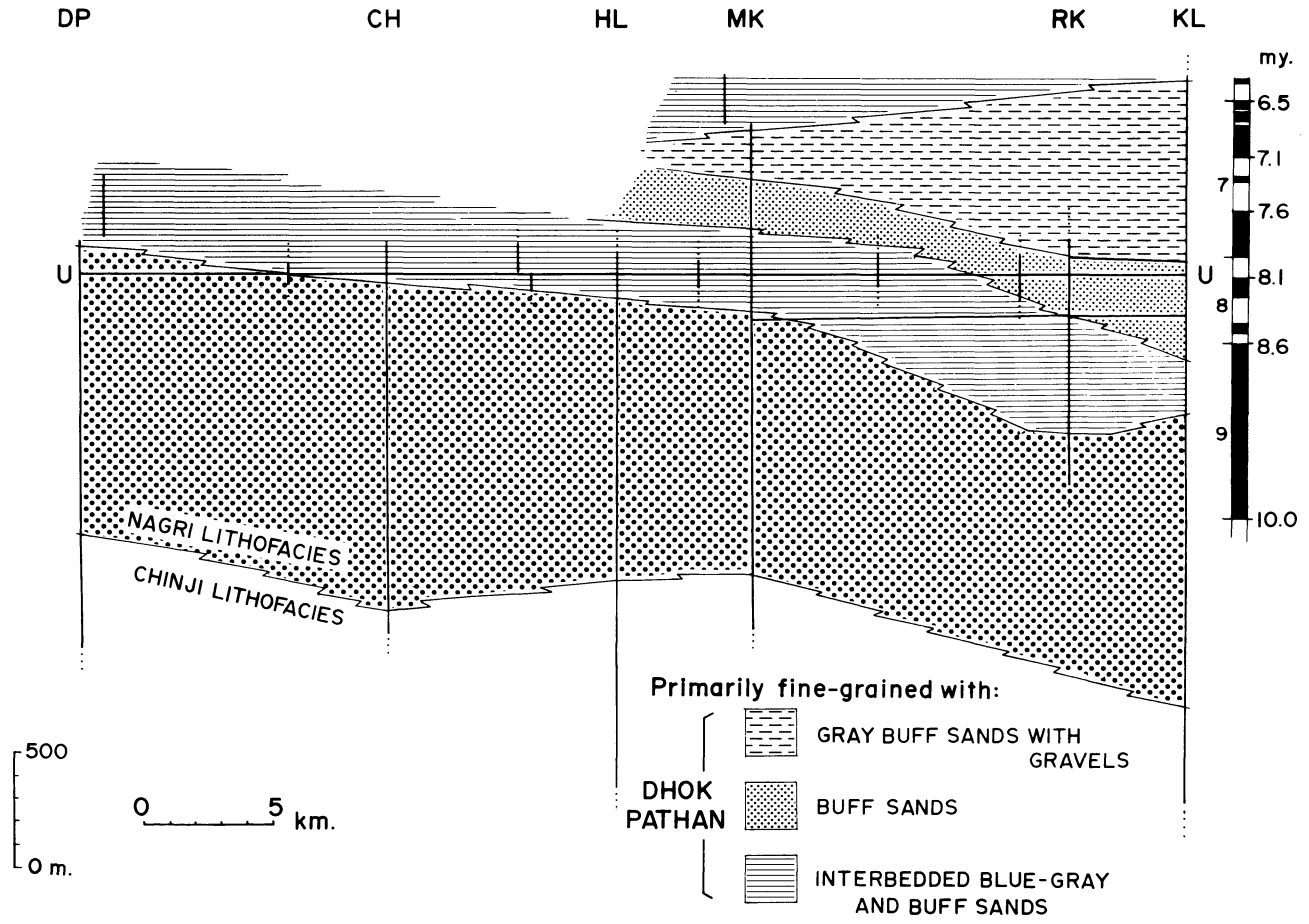 DP CH HL MK RK KL
my.
6.5
7.1
7
7.6
U U
8.1
8
8.6
9
10.0
NAGRI LITHOFACIES
CHINJI LITHOFACIES
Primarily fine-grained with:
GRAY BUFF SANDS WITH
GRAVELS
DHOK
PATHAN
BUFF SANDS
INTERBEDDED BLUE-GRAY
AND BUFF SANDS
500
0 m.
0 5 km.